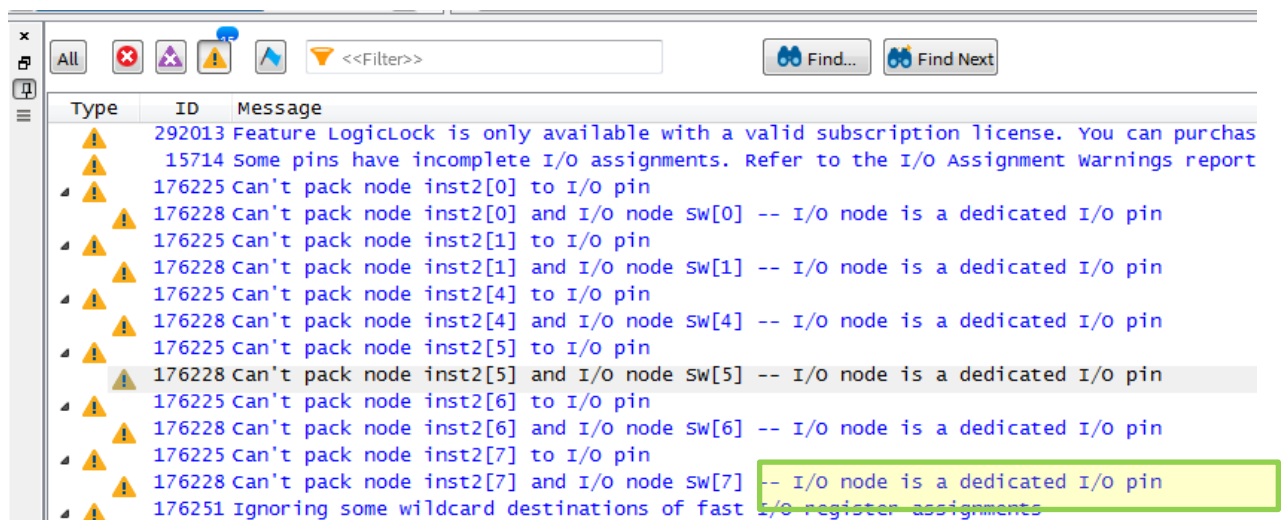 15
All <<Filter>> Find... Find Next
Type ID Message
292013 Feature LogicLock is only available with a valid subscription license. You can purchas
15714 Some pins have incomplete I/O assignments. Refer to the I/O Assignment Warnings report
176225 Can't pack node inst2[0] to I/O pin
176228 Can't pack node inst2[0] and I/O node SW[0] -- I/O node is a dedicated I/O pin
176225 Can't pack node inst2[1] to I/O pin
176228 Can't pack node inst2[1] and I/O node SW[1] -- I/O node is a dedicated I/O pin
176225 Can't pack node inst2[4] to I/O pin
176228 Can't pack node inst2[4] and I/O node SW[4] -- I/O node is a dedicated I/O pin
176225 Can't pack node inst2[5] to I/O pin
176228 Can't pack node inst2[5] and I/O node SW[5] -- I/O node is a dedicated I/O pin
176225 Can't pack node inst2[6] to I/O pin
176228 Can't pack node inst2[6] and I/O node SW[6] -- I/O node is a dedicated I/O pin
176225 Can't pack node inst2[7] to I/O pin
176228 Can't pack node inst2[7] and I/O node SW[7] -- I/O node is a dedicated I/O pin
176251 Ignoring some wildcard destinations of fast I/O register assignments